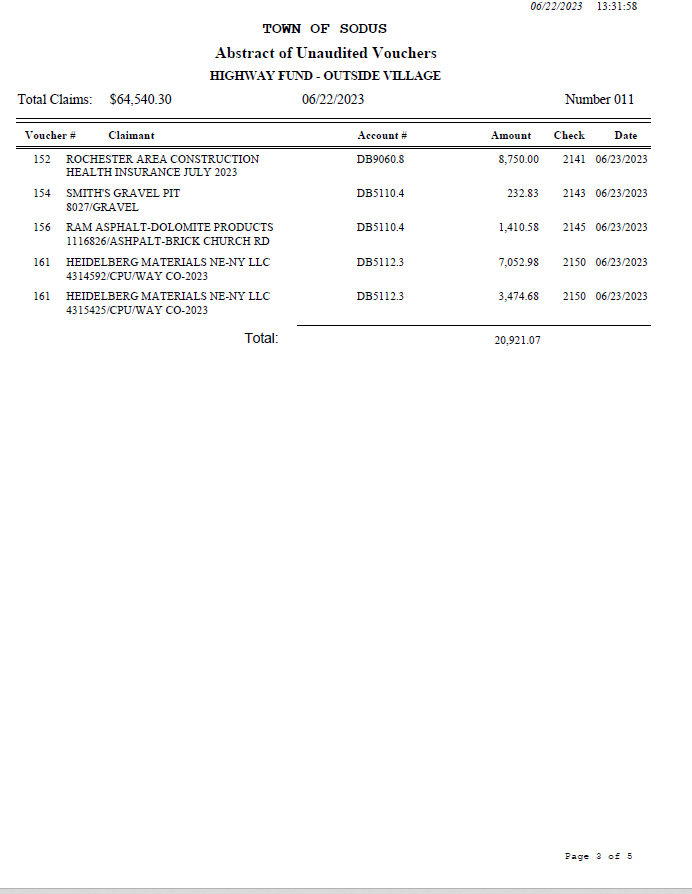 06/22/2023 13:31:58
TOWN OF SODUS
Abstract of Unaudited Vouchers
HIGHWAY FUND - OUTSIDE VILLAGE
Total Claims: $64,540.30 06/22/2023 Number 011
Voucher # Claimant Account # Amount Check Date
152 ROCHESTER AREA CONSTRUCTION DB9060.8 8,750.00 2141 06/23/2023
HEALTH INSURANCE JULY 2023
154 SMITH'S GRAVEL PIT DB5110.4 232.83 2143 06/23/2023
8027/GRAVEL
156 RAM ASPHALT-DOLOMITE PRODUCTS DB5110.4 1,410.58 2145 06/23/2023
1116826/ASHPALT-BRICK CHURCH RD
161 HEIDELBERG MATERIALS NE-NY LLC DB5112.3 7,052.98 2150 06/23/2023
4314592/CPU/WAY CO-2023
161 HEIDELBERG MATERIALS NE-NY LLC DB5112.3 3,474.68 2150 06/23/2023
4315425/CPU/WAY CO-2023
Total: 20,921.07
Page 3 of 5